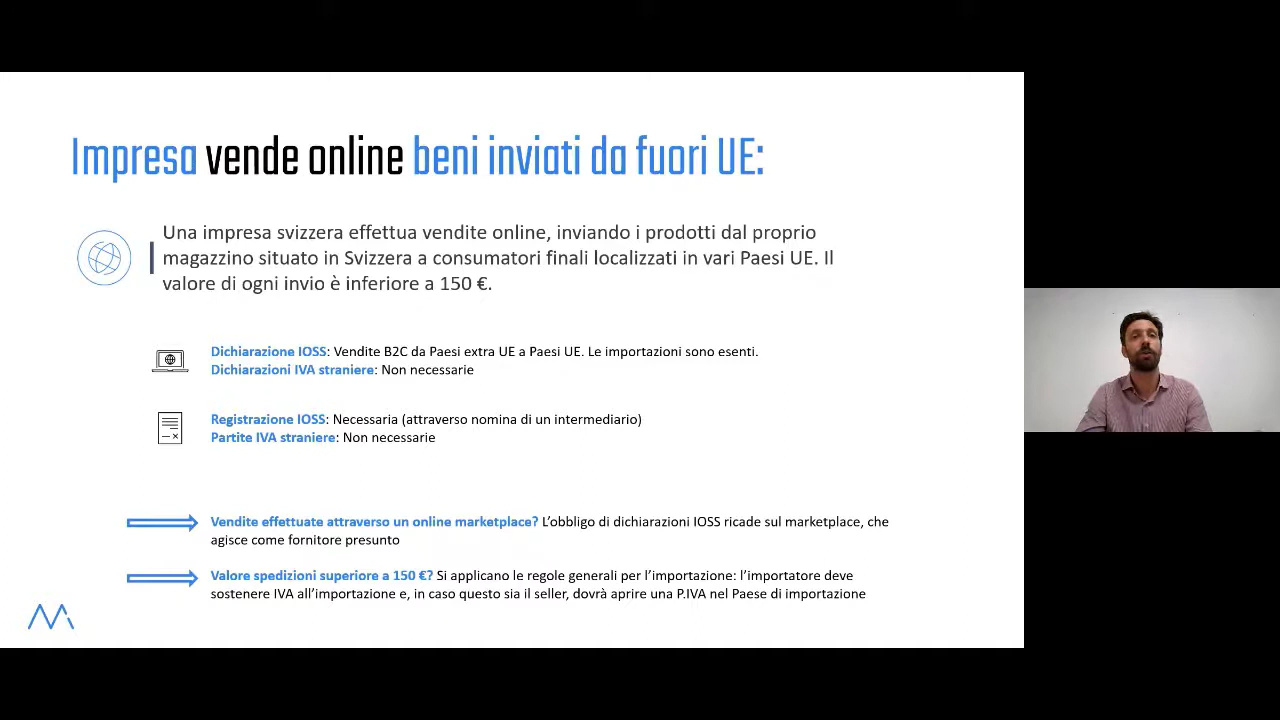 Impresa vende online beni inviati da fuori UE:
Una impresa svizzera effettua vendite online, inviando i prodotti dal proprio
magazzino situato in Svizzera a consumatori finali localizzati in vari Paesi UE. Il
valore di ogni invio è inferiore a 150 €.
Dichiarazione IOSS: Vendite B2C da Paesi extra UE a Paesi UE. Le importazioni sono esenti.
Dichiarazioni IVA straniere: Non necessarie
Registrazione IOSS: Necessaria (attraverso nomina di un intermediario)
Partite IVA straniere: Non necessarie
Vendite effettuate attraverso un online marketplace? L’obbligo di dichiarazioni IOSS ricade sul marketplace, che
agisce come fornitore presunto
Valore spedizioni superiore a 150 €? Si applicano le regole generali per l’importazione: l’importatore deve
sostenere IVA all’importazione e, in caso questo sia il seller, dovrà aprire una P.IVA nel Paese di importazione